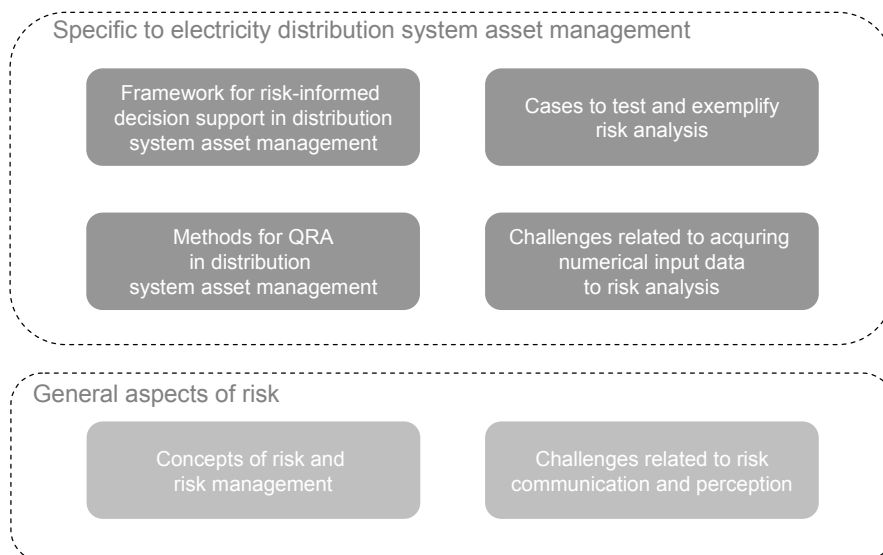 Specific to electricity distribution system asset management
Framework for risk-informed
decision support in distribution
system asset management
Cases to test and exemplify
risk analysis
Methods for QRA
in distribution
system asset management
Challenges related to acquring
numerical input data
to risk analysis
General aspects of risk
Concepts of risk and
risk management
Challenges related to risk
communication and perception